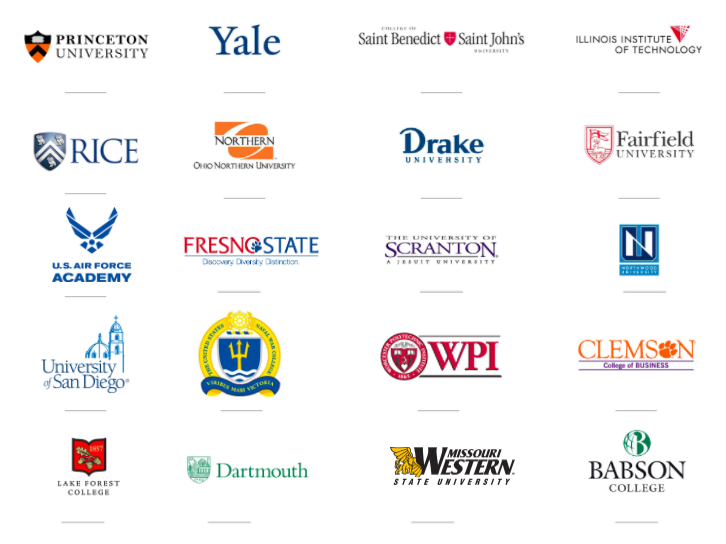 PRINCETON
UNIVERSITY
Yale
COLLEGE OF
Saint Benedict Saint John's
UNIVERSITY
ILLINOIS INSTITUTE
OF TECHNOLOGY
RICE
NORTHERN
OHIO NORTHERN UNIVERSITY
Drake
UNIVERSITY
Fairfield
UNIVERSITY
U.S. AIR FORCE
ACADEMY
FRESNO STATE
Discovery. Diversity. Distinction.
THE UNIVERSITY OF
SCRANTON
A JESUIT UNIVERSITY
N
NORTHWOOD
UNIVERSITY
University
of San Diego®
THE UNITED STATES NAVAL WAR COLLEGE
VIRIBUS MARI VICTORIA
WORCESTER POLYTECHNIC INSTITUTE
1865
WPI
CLEMSON
College of BUSINESS
1857
LAKE FOREST
COLLEGE
Dartmouth
MISSOURI
WESTERN
STATE UNIVERSITY
B
BABSON
COLLEGE